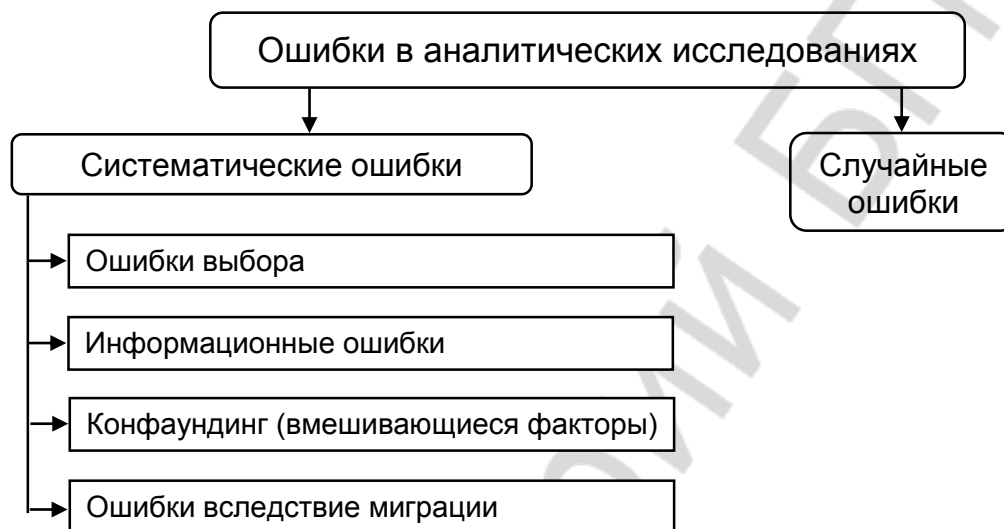 Ошибки в аналитических исследованиях
Систематические ошибки
Случайные
ошибки
Ошибки выбора
Информационные ошибки
Конфаундинг (вмешивающиеся факторы)
Ошибки вследствие миграции